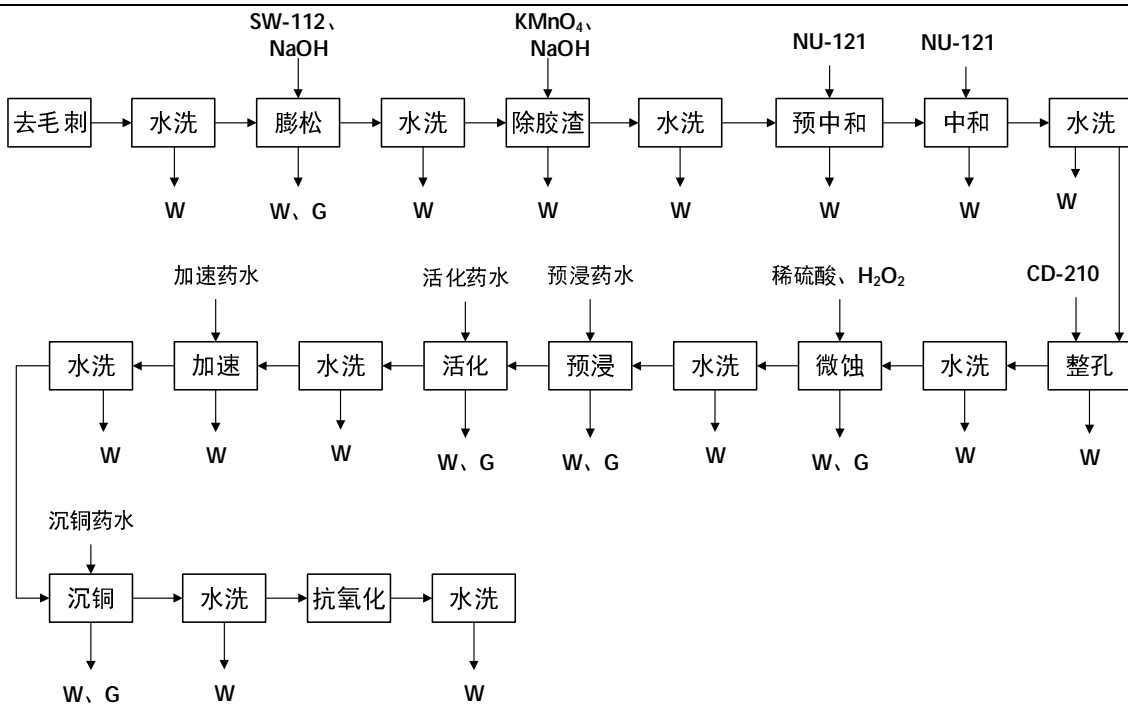 SW-112、
NaOH
KMnO₄、
NaOH
NU-121
NU-121
去毛刺
水洗
膨松
水洗
除胶渣
水洗
预中和
中和
水洗
W
W、G
W
W
W
W
W
W
加速药水
活化药水
预浸药水
稀硫酸、H₂O₂
CD-210
水洗
加速
水洗
活化
预浸
水洗
微蚀
水洗
整孔
W
W
W
W、G
W、G
W
W、G
W
W
沉铜药水
沉铜
水洗
抗氧化
水洗
W、G
W
W